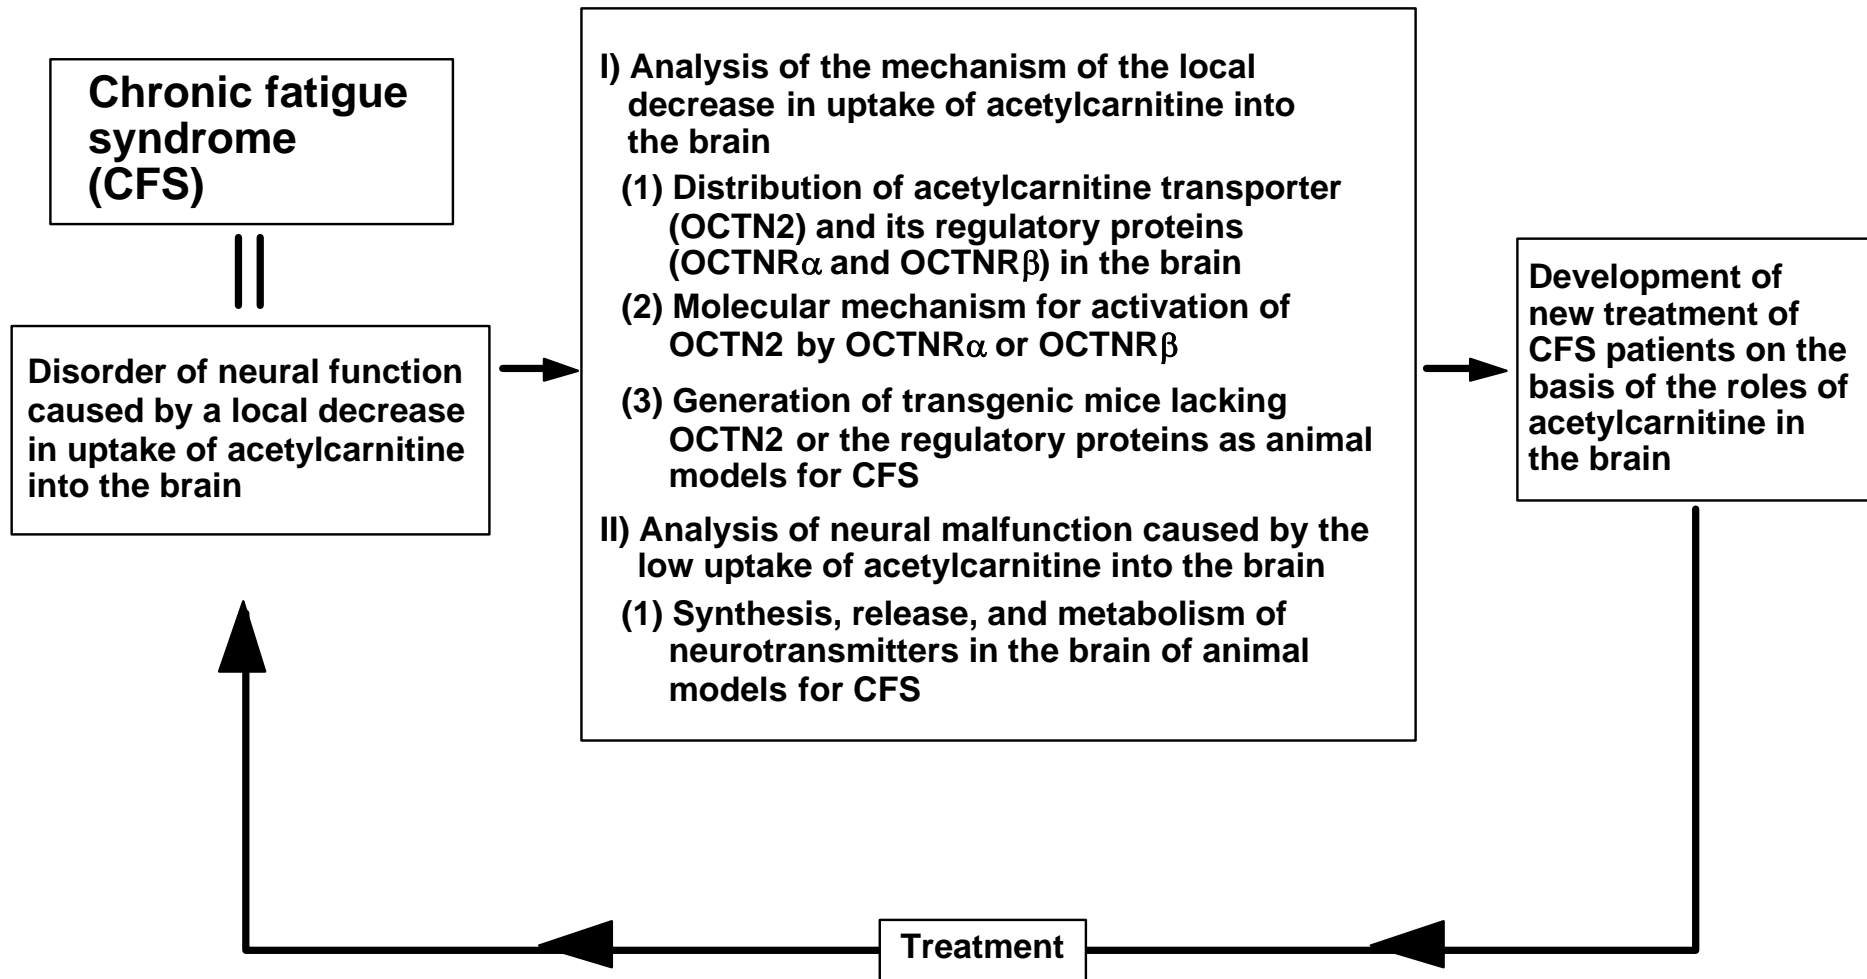 Chronic fatigue
syndrome
(CFS)
Disorder of neural function
caused by a local decrease
in uptake of acetylcarnitine
into the brain
I) Analysis of the mechanism of the local
decrease in uptake of acetylcarnitine into
the brain
(1) Distribution of acetylcarnitine transporter
(OCTN2) and its regulatory proteins
(OCTNRα and OCTNRβ) in the brain
(2) Molecular mechanism for activation of
OCTN2 by OCTNRα or OCTNRβ
(3) Generation of transgenic mice lacking
OCTN2 or the regulatory proteins as animal
models for CFS
II) Analysis of neural malfunction caused by the
low uptake of acetylcarnitine into the brain
(1) Synthesis, release, and metabolism of
neurotransmitters in the brain of animal
models for CFS
Development of
new treatment of
CFS patients on the
basis of the roles of
acetylcarnitine in
the brain
Treatment